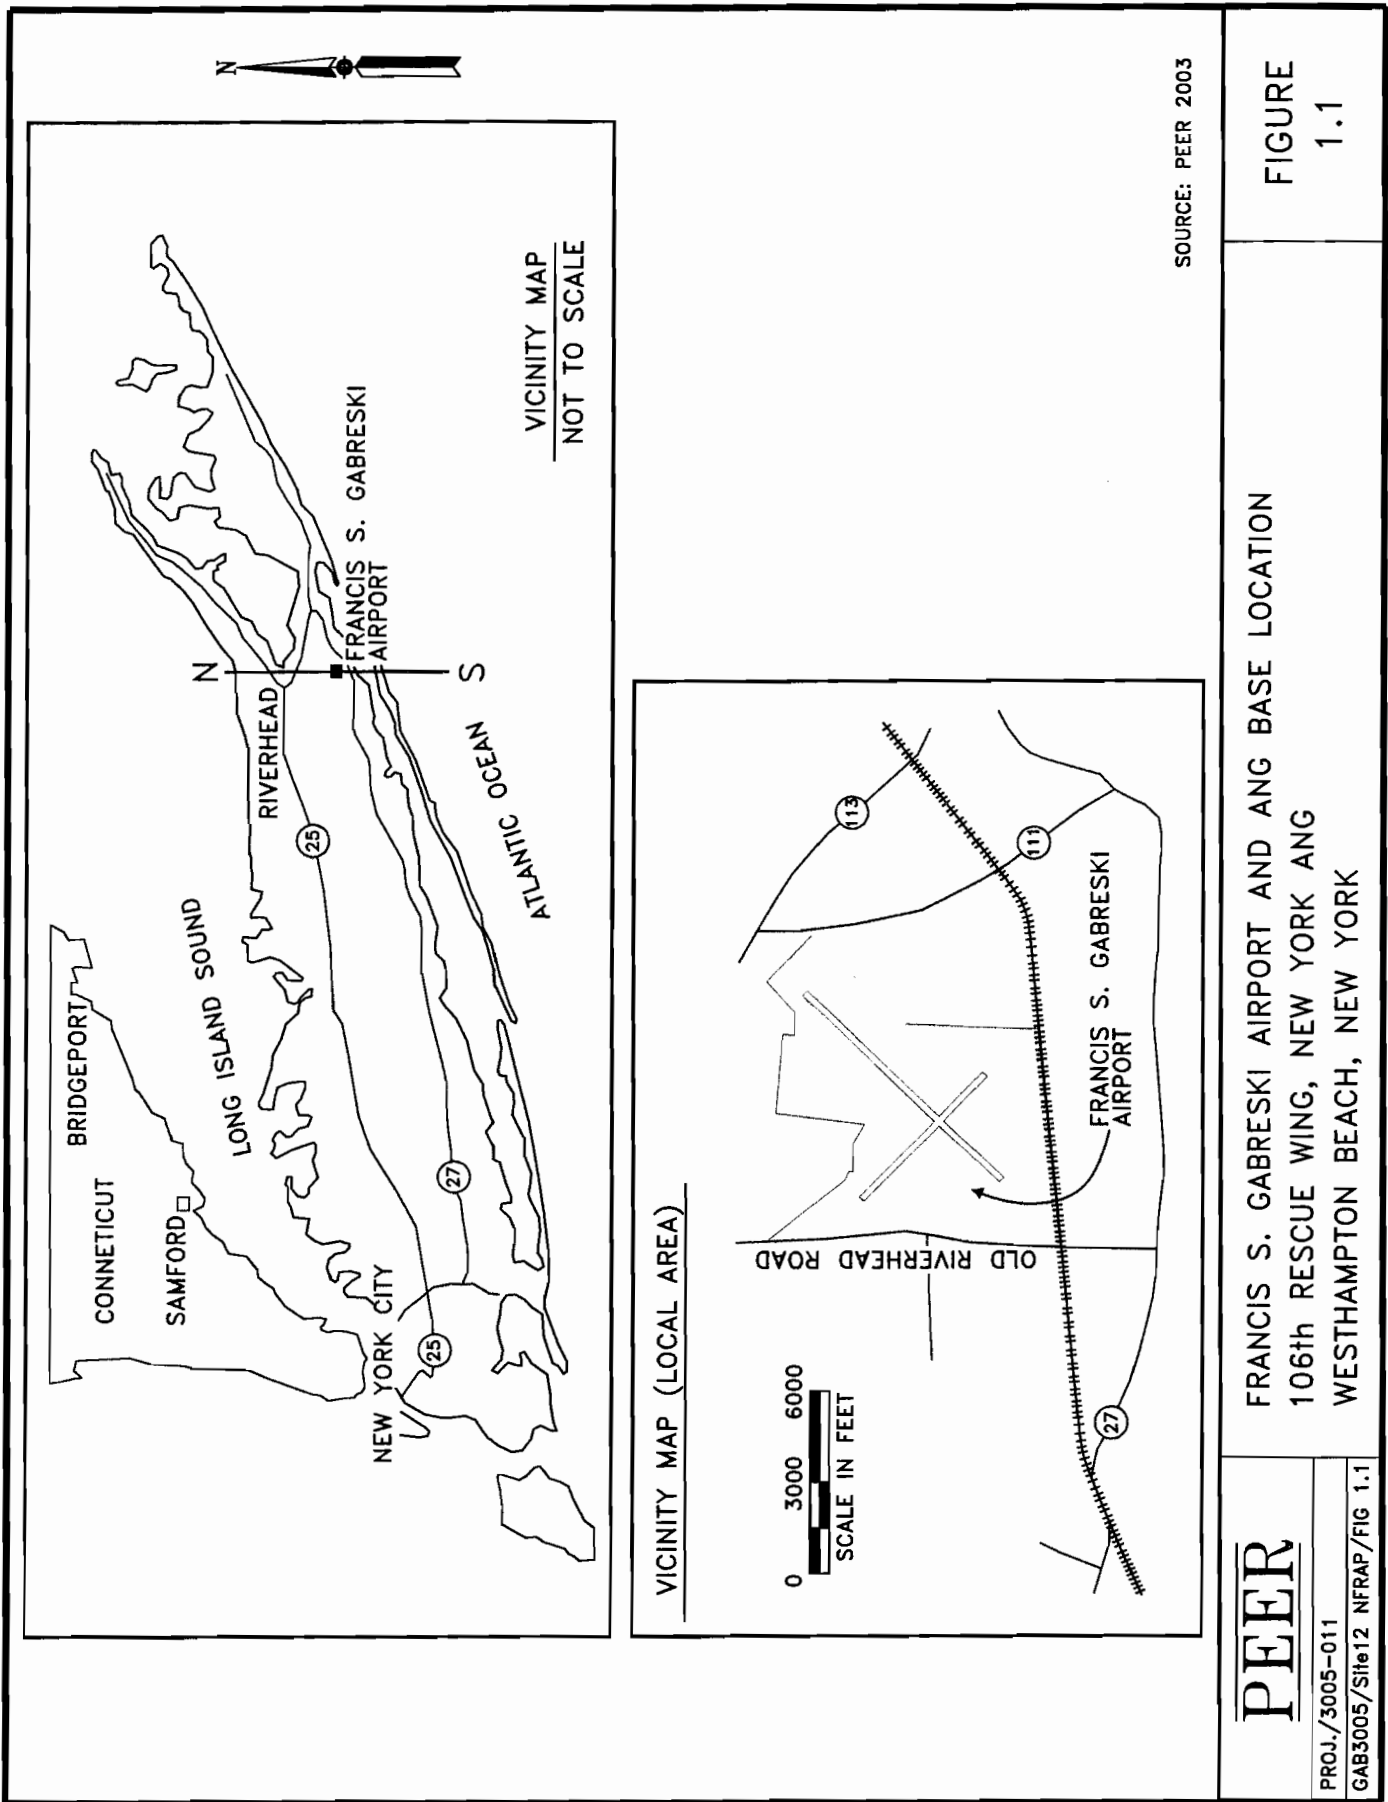 N
CONNETICUT
BRIDGEPORT
SAMFORD
LONG ISLAND SOUND
NEW YORK CITY
RIVERHEAD
25
25
27
N
S
FRANCIS S. GABRESKI
AIRPORT
ATLANTIC OCEAN
VICINITY MAP
NOT TO SCALE
VICINITY MAP (LOCAL AREA)
0 3000 6000
SCALE IN FEET
OLD RIVERHEAD ROAD
113
111
27
FRANCIS S. GABRESKI
AIRPORT
SOURCE: PEER 2003
PEER
PROJ./3005-011
GAB3005/Site12 NFRAP/FIG 1.1
FRANCIS S. GABRESKI AIRPORT AND ANG BASE LOCATION
106th RESCUE WING, NEW YORK ANG
WESTHAMPTON BEACH, NEW YORK
FIGURE
1.1